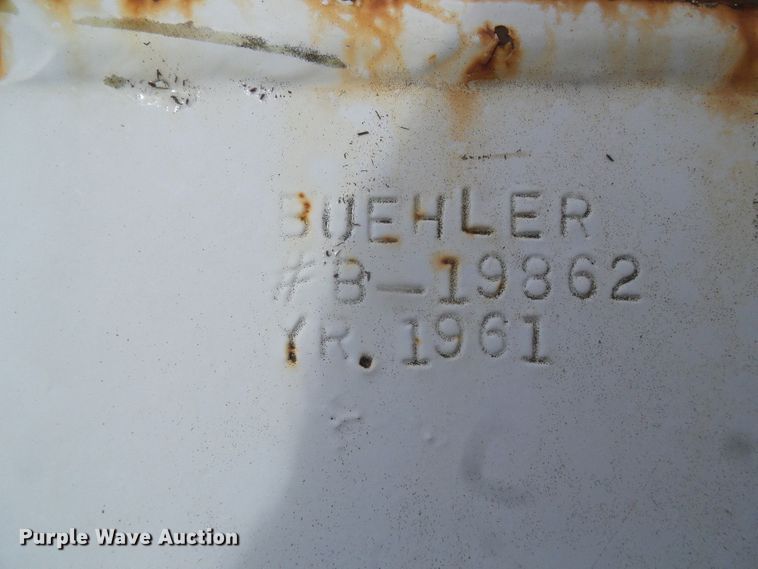 BUEHLER
#B-19862
YR. 1961
Purple Wave Auction